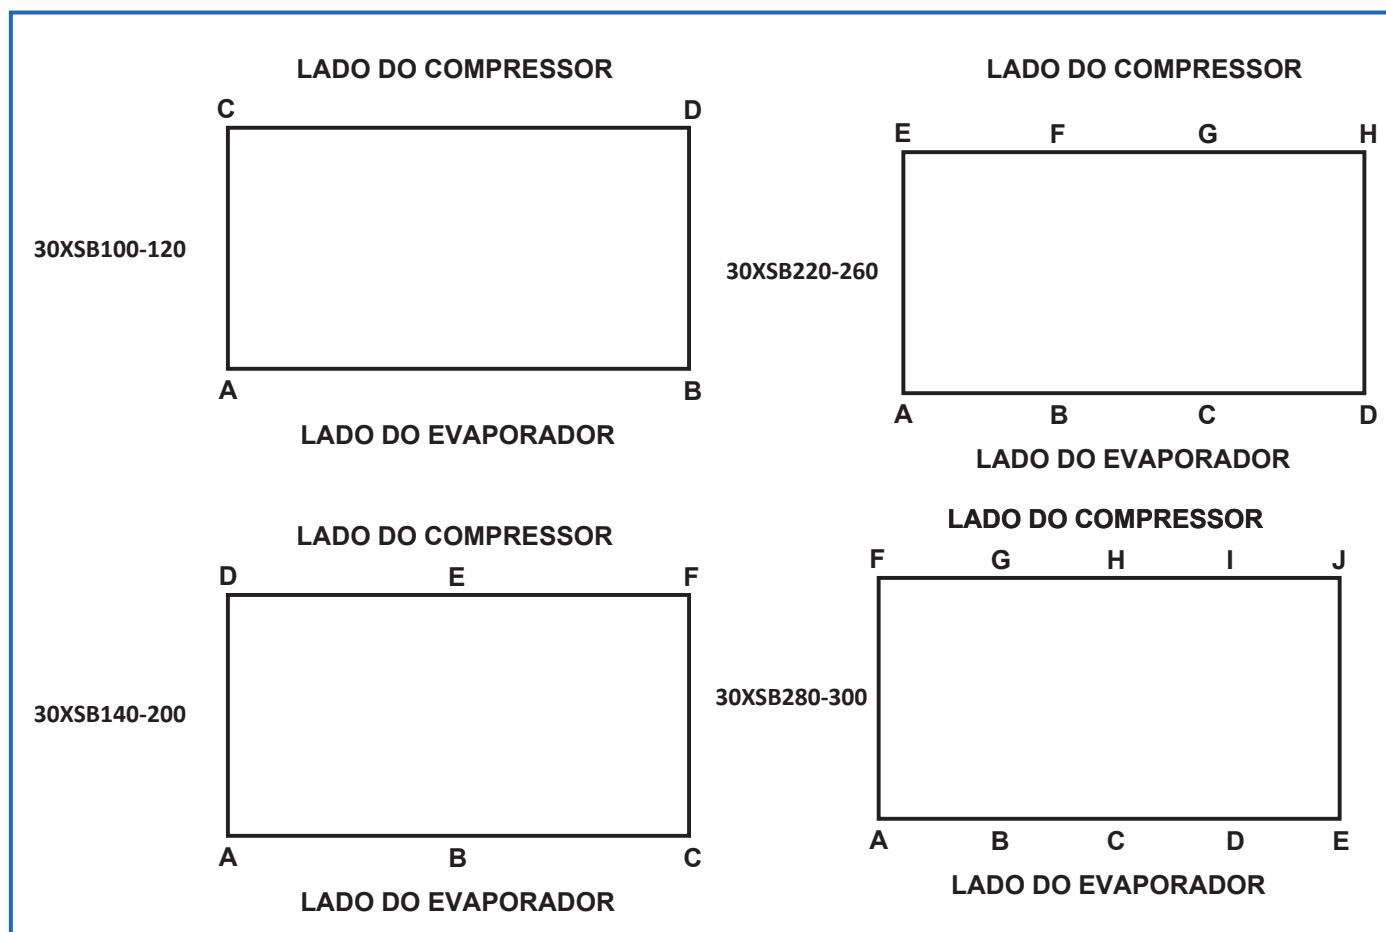 LADO DO COMPRESSOR
C D
30XSB100-120
A B
LADO DO EVAPORADOR
LADO DO COMPRESSOR
E F G H
30XSB220-260
A B C D
LADO DO EVAPORADOR
LADO DO COMPRESSOR
D E F
30XSB140-200
A B C
LADO DO EVAPORADOR
LADO DO COMPRESSOR
F G H I J
30XSB280-300
A B C D E
LADO DO EVAPORADOR